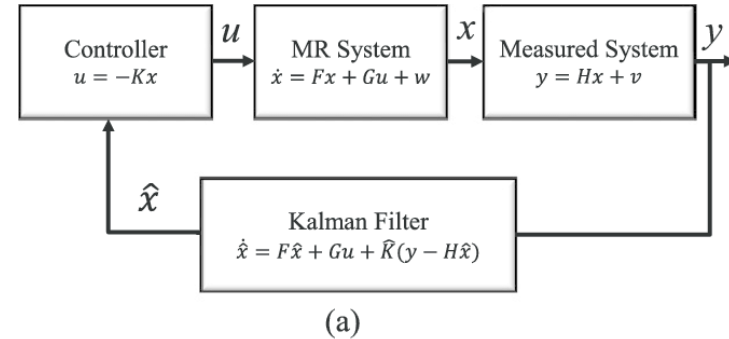 Controller
u = −Kx
u
MR System
ẋ = Fx + Gu + w
x
Measured System
y = Hx + v
y
x̂
Kalman Filter
x̂̇ = Fx̂ + Gu + K̂(y − Hx̂)
(a)